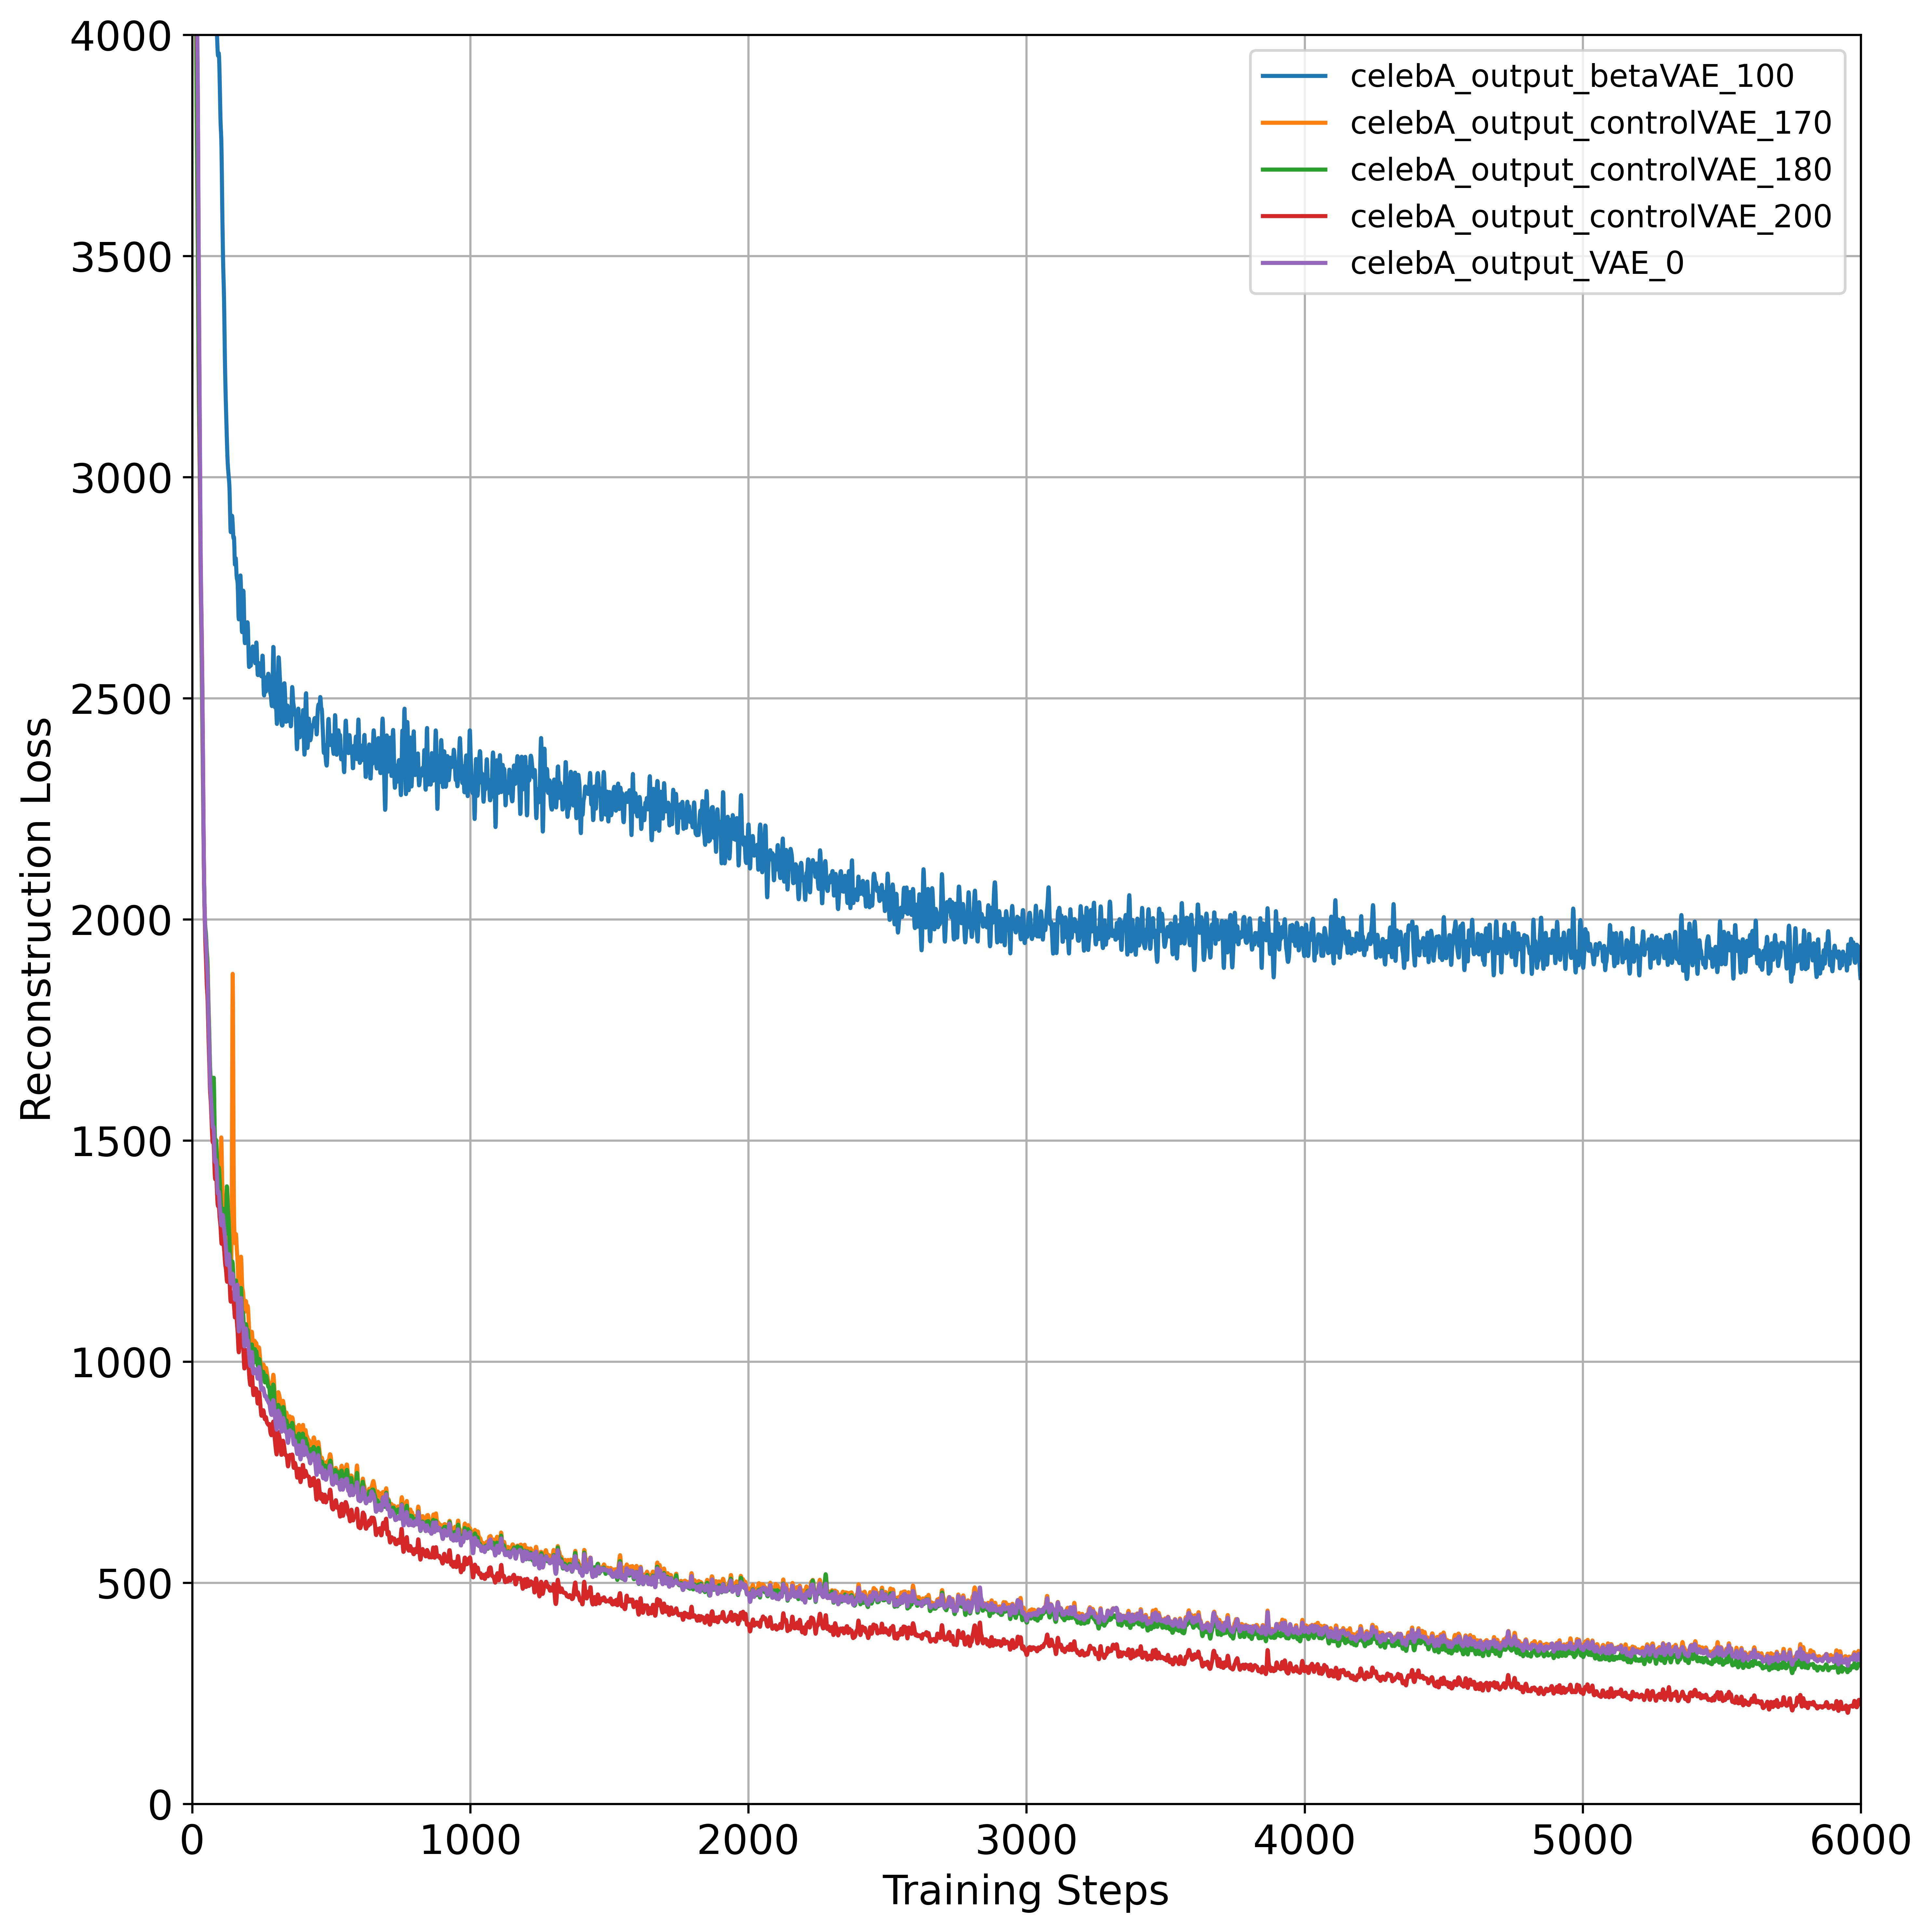 4000
3500
3000
2500
2000
1500
1000
500
0
Reconstruction Loss
celebA_output_betaVAE_100
celebA_output_controlVAE_170
celebA_output_controlVAE_180
celebA_output_controlVAE_200
celebA_output_VAE_0
0 1000 2000 3000 4000 5000 6000
Training Steps